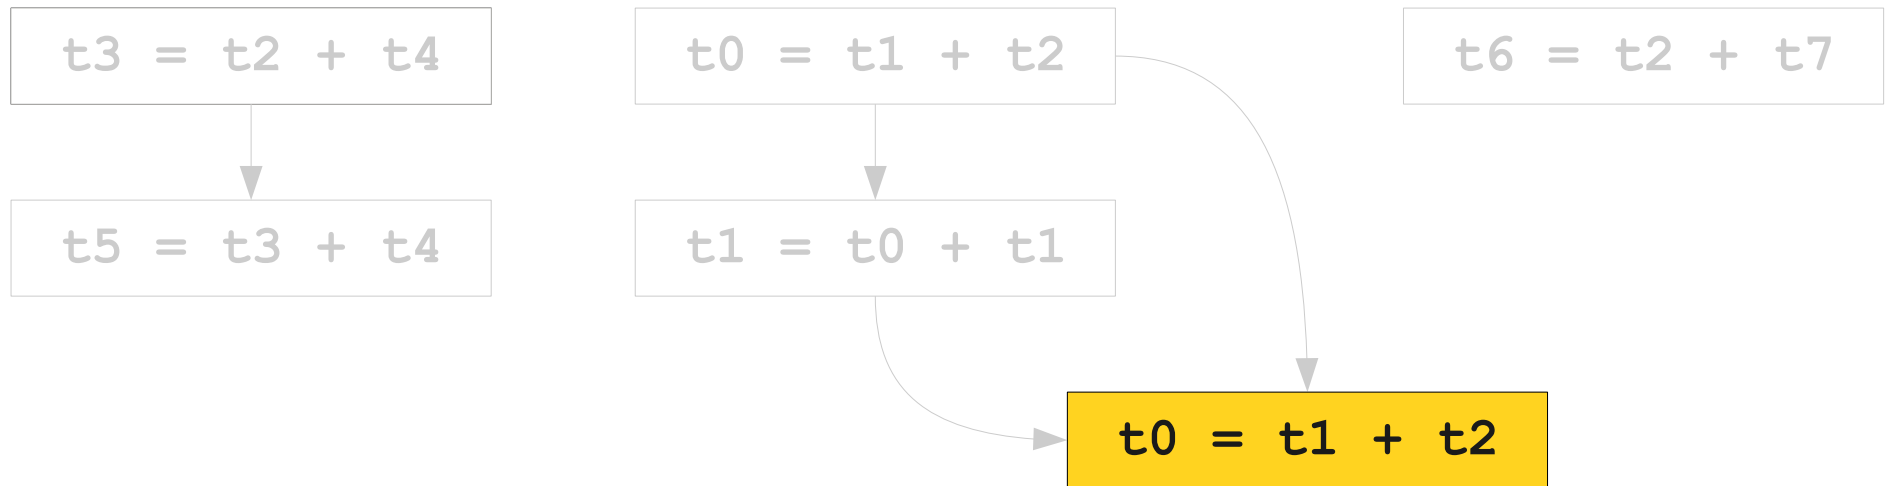 t3 = t2 + t4
t0 = t1 + t2
t6 = t2 + t7
t5 = t3 + t4
t1 = t0 + t1
t0 = t1 + t2